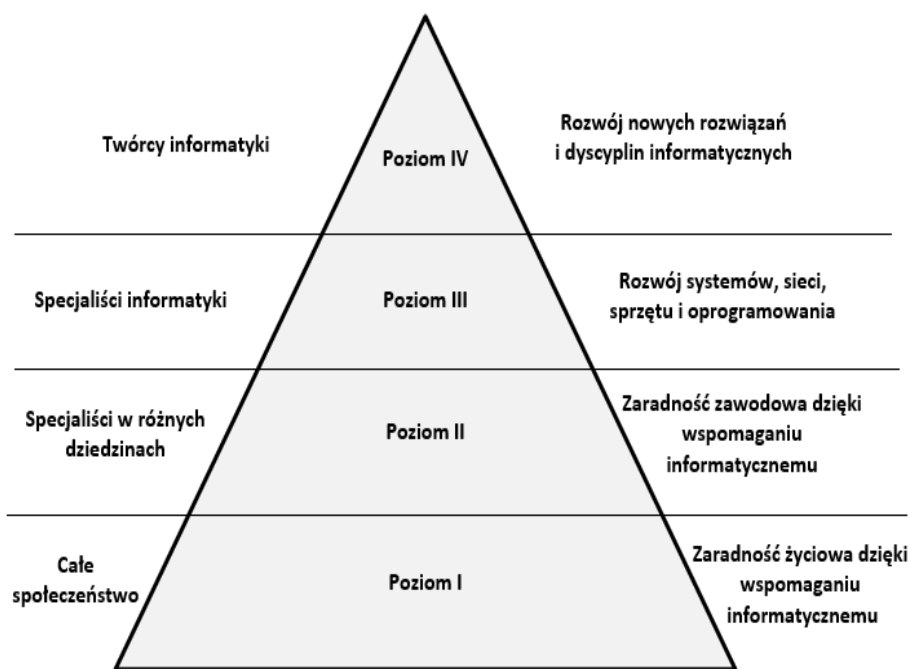 Twórcy informatyki
Poziom IV
Rozwój nowych rozwiązań
i dyscyplin informatycznych
Specjaliści informatyki
Poziom III
Rozwój systemów, sieci,
sprzętu i oprogramowania
Specjaliści w różnych
dziedzinach
Poziom II
Zaradność zawodowa dzięki
wspomaganiu
informatycznemu
Całe
społeczeństwo
Poziom I
Zaradność życiowa dzięki
wspomaganiu
informatycznemu